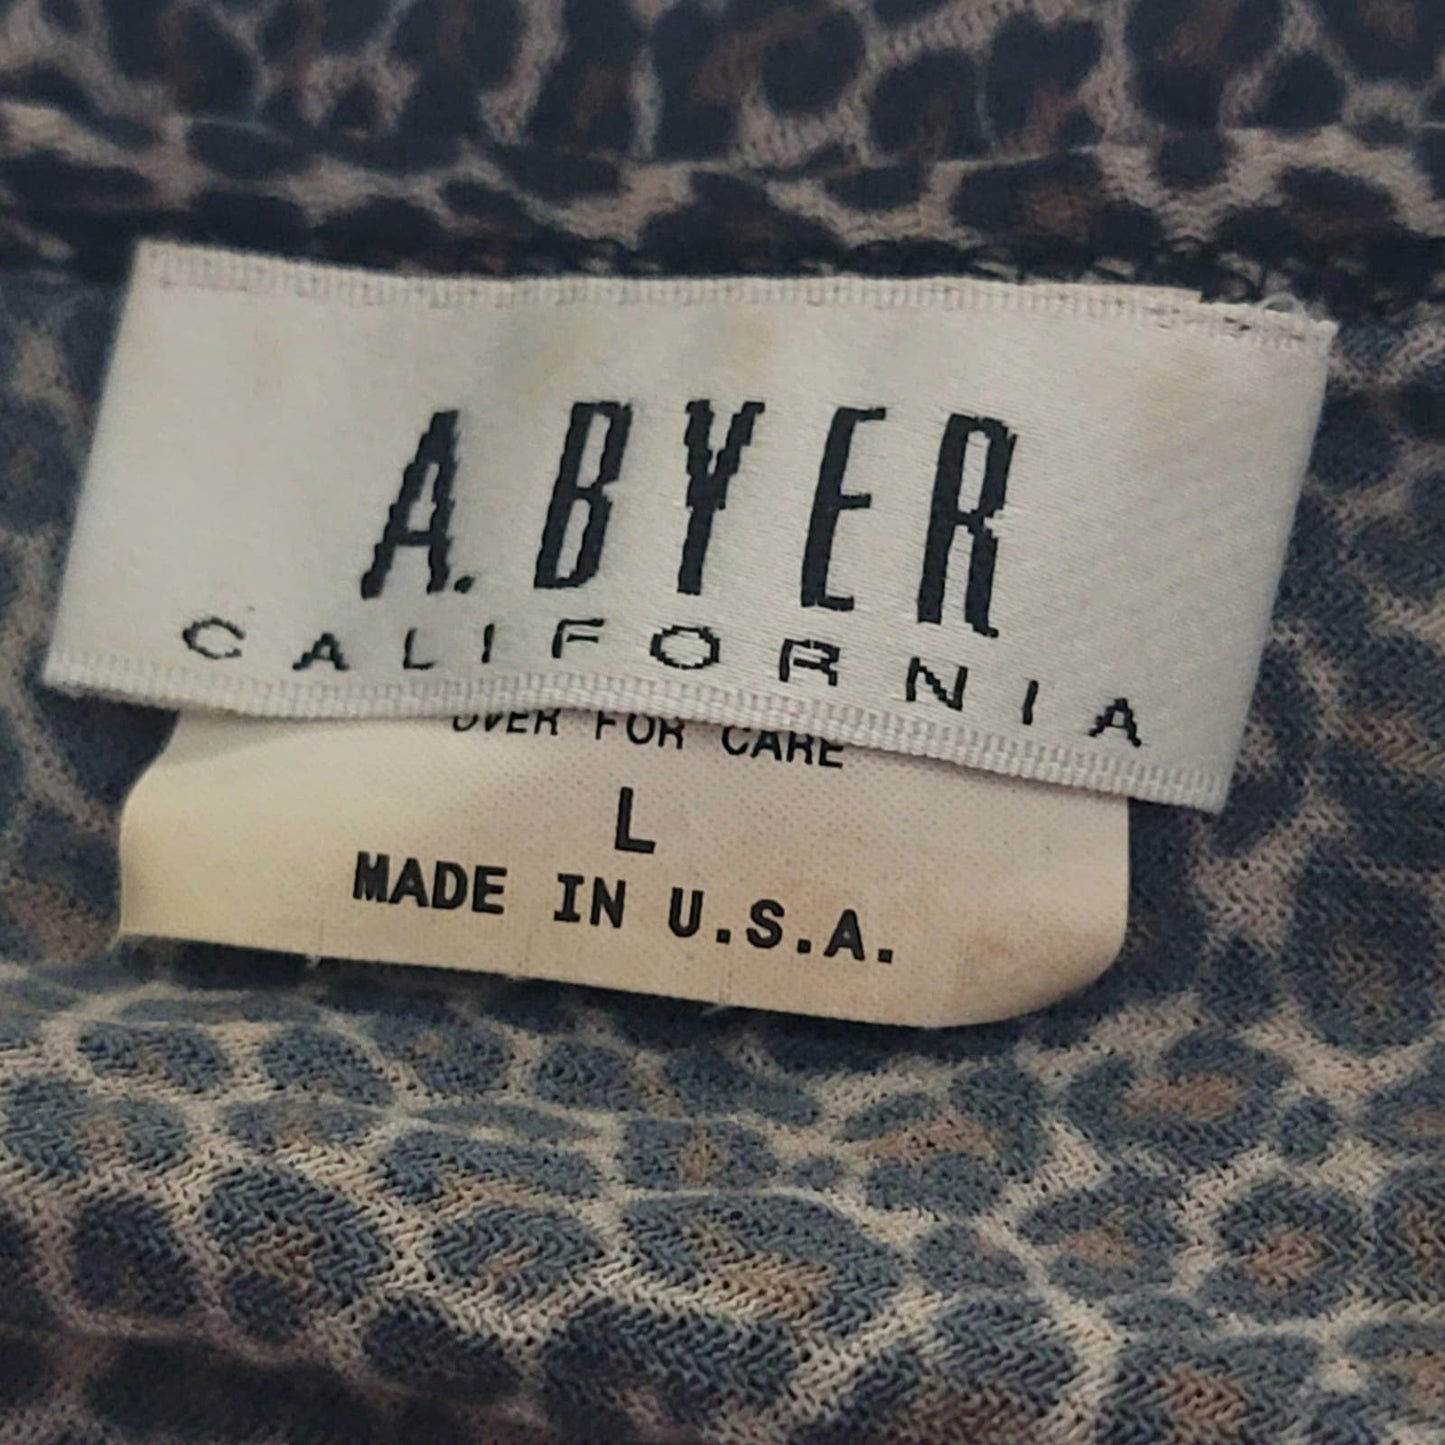 A. BYER
CALIFORNIA
OVER FOR CARE
L
MADE IN U.S.A.